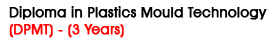 Diploma in Plastics Mould Technology
(DPMT) - (3 Years)